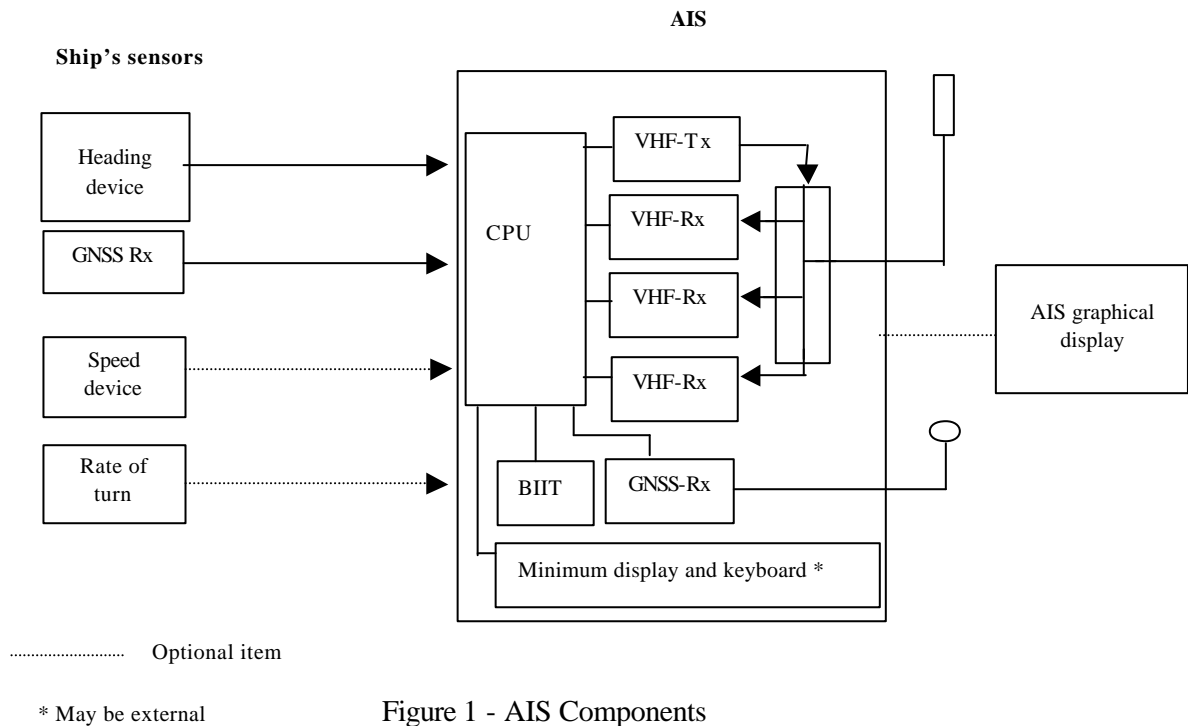 AIS
Ship's sensors
Heading
device
GNSS Rx
Speed
device
Rate of
turn
CPU
VHF-Tx
VHF-Rx
VHF-Rx
VHF-Rx
BIIT
GNSS-Rx
Minimum display and keyboard *
AIS graphical
display
Optional item
* May be external
Figure 1 - AIS Components